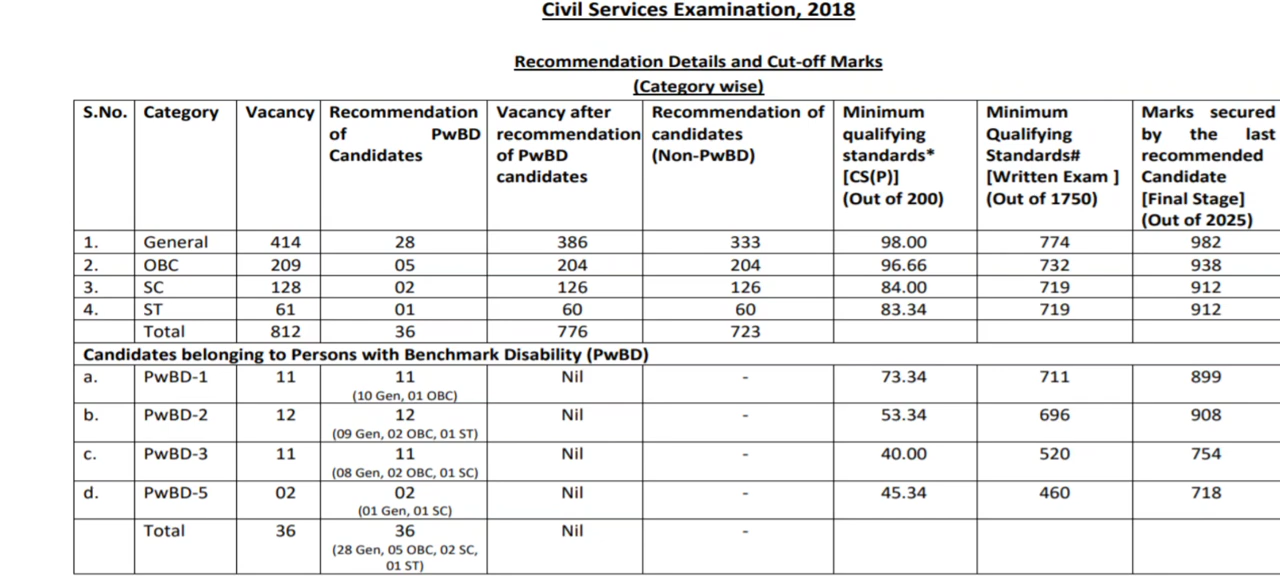 Civil Services Examination, 2018
Recommendation Details and Cut-off Marks
(Category wise)
S.No. Category Vacancy Recommendation of PwBD Candidates Vacancy after recommendation of PwBD candidates Recommendation of candidates (Non-PwBD) Minimum qualifying standards* [CS(P)] (Out of 200) Minimum Qualifying Standards# [Written Exam ] (Out of 1750) Marks secured by the last recommended Candidate [Final Stage] (Out of 2025)
1. General 414 28 386 333 98.00 774 982
2. OBC 209 05 204 204 96.66 732 938
3. SC 128 02 126 126 84.00 719 912
4. ST 61 01 60 60 83.34 719 912
Total 812 36 776 723
Candidates belonging to Persons with Benchmark Disability (PwBD)
a. PwBD-1 11 11 Nil - 73.34 711 899
(10 Gen, 01 OBC)
b. PwBD-2 12 12 Nil - 53.34 696 908
(09 Gen, 02 OBC, 01 ST)
c. PwBD-3 11 11 Nil - 40.00 520 754
(08 Gen, 02 OBC, 01 SC)
d. PwBD-5 02 02 Nil - 45.34 460 718
(01 Gen, 01 SC)
Total 36 36 Nil -
(28 Gen, 05 OBC, 02 SC,
01 ST)